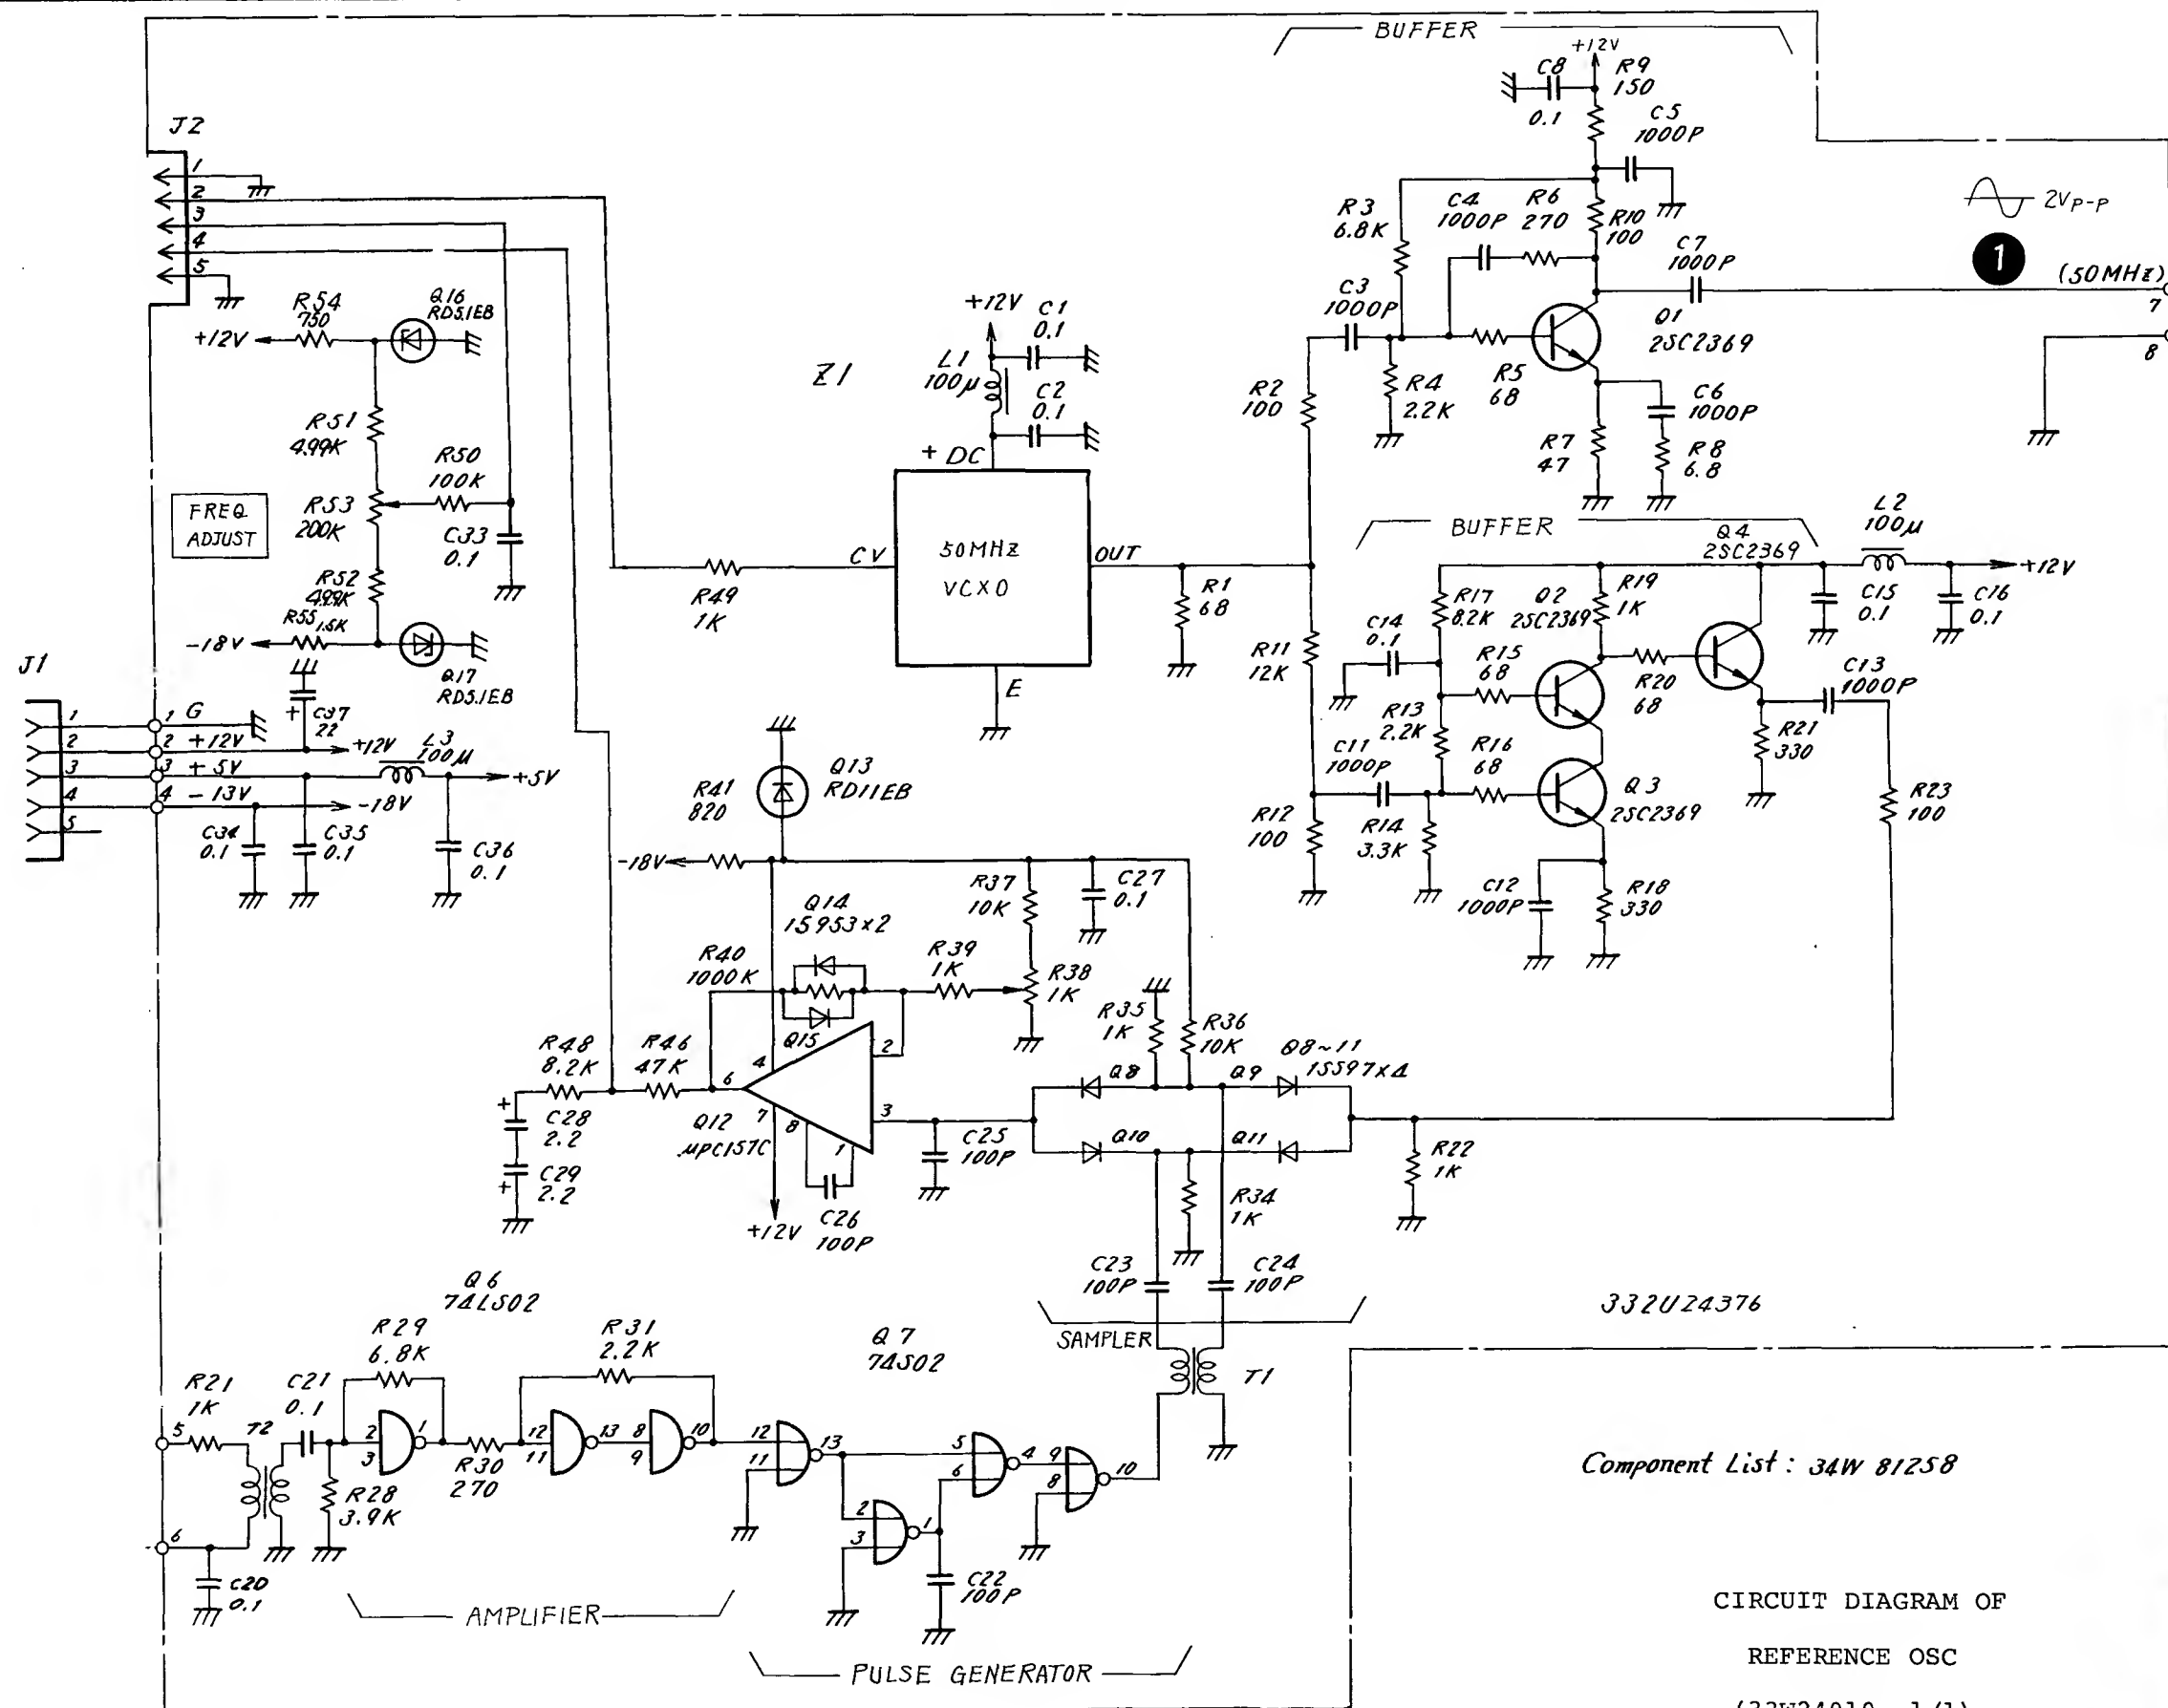 BUFFER
+12V
C8
0.1
R9
150
C5
1000P
J2
1
2
3
4
5
R3
6.8K
C4
1000P
R6
270
R10
100
C7
1000P
2VP-P
1
(50MHz)
7
8
C3
1000P
Q1
2SC2369
R54
750
+12V
Q16
RD5.1EB
+12V
C1
0.1
L1
100μ
C2
0.1
Z1
R2
100
R4
2.2K
R5
68
C6
1000P
R7
47
R8
6.8
R51
4.99K
R50
100K
FREQ
ADJUST
R53
200K
C33
0.1
+ DC
BUFFER
Q4
2SC2369
L2
100μ
+12V
CV
50MHz
VCXO
OUT
E
R52
4.99K
R55
1.5K
-18V
Q17
RD5.1EB
R49
1K
R1
68
R17
8.2K
Q2
2SC2369
R19
1K
C15
0.1
C16
0.1
C14
0.1
R11
12K
R15
68
R20
68
C13
1000P
R13
2.2K
R21
330
J1
1
2
3
4
5
1 G
2 +12V
3 +5V
4 -13V
+
C37
22
+12V
L3
100μ
+5V
-18V
C34
0.1
C35
0.1
C36
0.1
R41
820
Q13
RD11EB
C11
1000P
R16
68
Q3
2SC2369
R23
100
R12
100
R14
3.3K
-18V
R37
10K
C27
0.1
C12
1000P
R18
330
Q14
1S953×2
R40
1000K
R39
1K
R38
1K
R35
1K
R36
10K
Q15
R48
8.2K
R46
47K
4
2
6
7
3
8
1
Q8
Q9
Q8~11
1S597×4
Q12
μPC157C
+
C28
2.2
C29
2.2
+
C25
100P
Q10
Q11
R22
1K
R34
1K
+12V
C26
100P
C23
100P
C24
100P
Q6
74LS02
332U24376
SAMPLER
T1
R29
6.8K
R31
2.2K
Q7
74S02
R21
1K
C21
0.1
5
T2
2
3
1
R30
270
12
11
13
8
9
10
12
11
13
5
6
4
9
8
10
R28
3.9K
2
3
1
6
C20
0.1
C22
100P
Component List : 34W 81258
AMPLIFIER
PULSE GENERATOR
CIRCUIT DIAGRAM OF
REFERENCE OSC